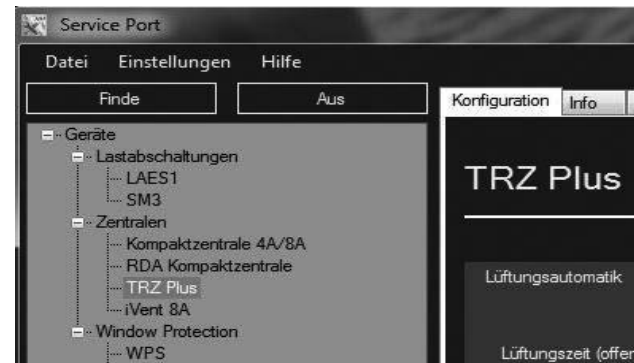 Service Port
Datei Einstellungen Hilfe
Finde Aus
Konfiguration Info
Geräte
Lastabschaltungen
LAES1
SM3
Zentralen
Kompaktzentrale 4A/8A
RDA Kompaktzentrale
TRZ Plus
iVent 8A
Window Protection
WPS
TRZ Plus
Lüftungsautomatik
Lüftungszeit